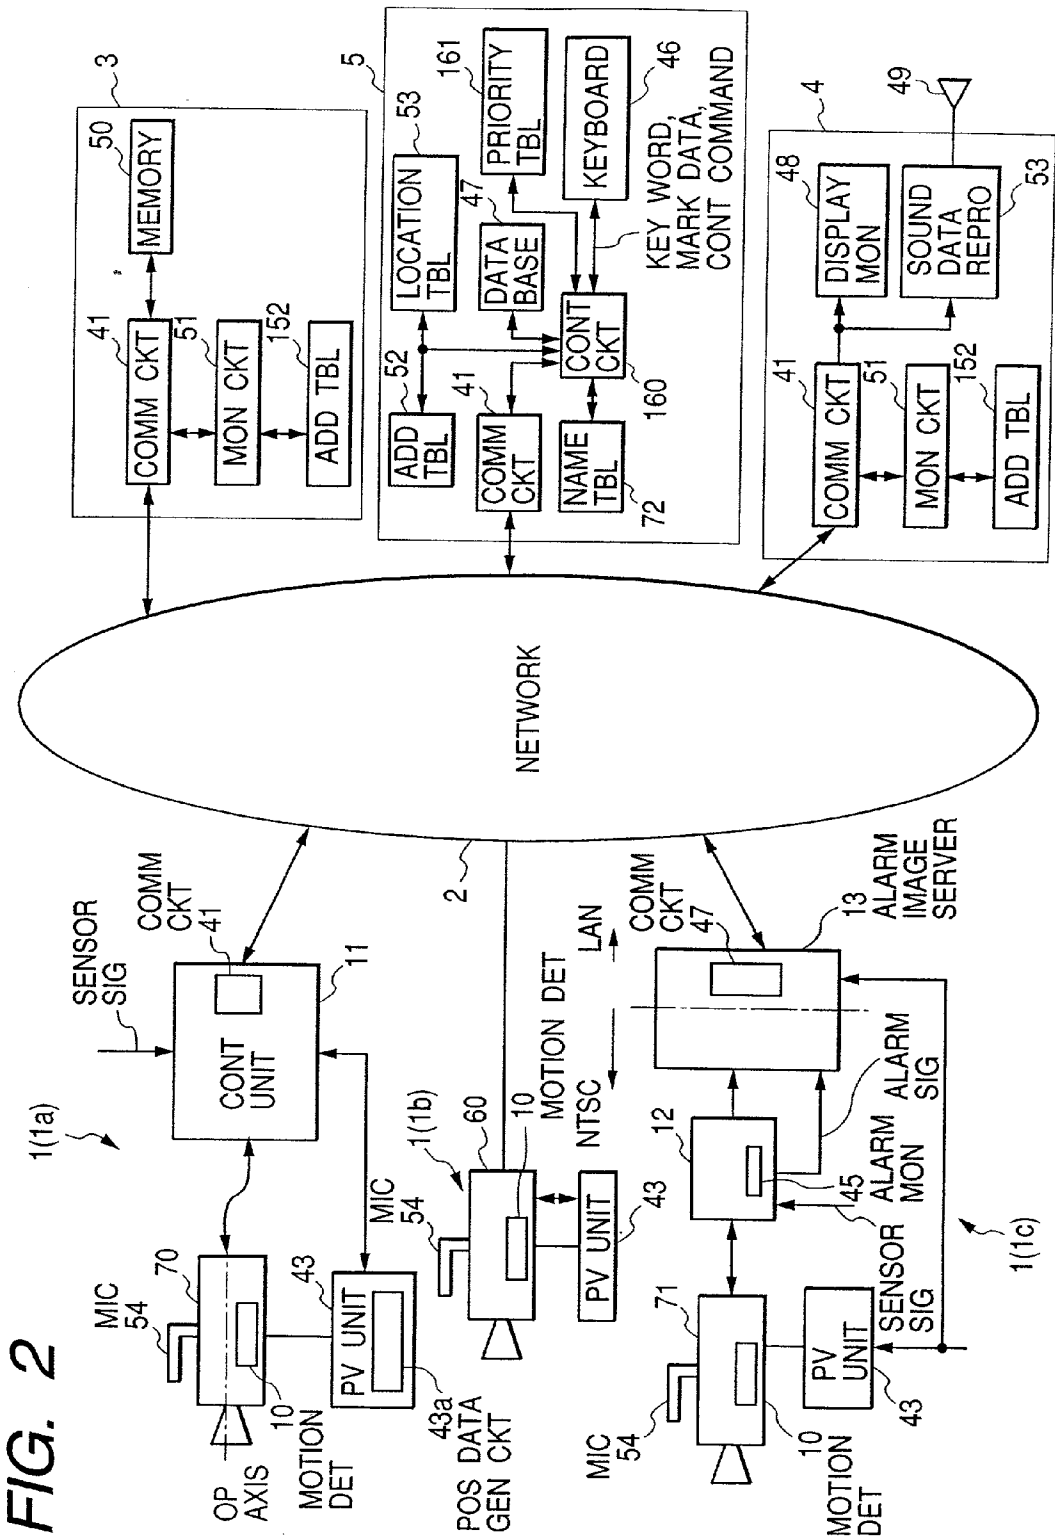 FIG. 2
1(1a)
SENSOR
SIG
COMM
CKT
41
CONT
UNIT
11
MIC
54
70
OP
AXIS
10
MOTION
DET
43
PV UNIT
43a
POS DATA
GEN CKT
MIC
54
1(1b)
60
10
MOTION DET
PV UNIT
43
NTSC
LAN
2
NETWORK
COMM
CKT
47
13 ALARM
IMAGE
SERVER
12
45
ALARM
MON
ALARM
SIG
SENSOR
SIG
MIC
54
71
10
MOTION
DET
PV
UNIT
43
1(1c)
3
41
COMM CKT
50
MEMORY
51
MON CKT
152
ADD TBL
5
52
ADD
TBL
53
LOCATION
TBL
41
COMM
CKT
47
DATA
BASE
161
PRIORITY
TBL
CONT
CKT
160
46
KEYBOARD
NAME
TBL
72
KEY WORD,
MARK DATA,
CONT COMMAND
4
41
COMM CKT
48
DISPLAY
MON
49
51
MON CKT
SOUND
DATA
REPRO
53
152
ADD TBL